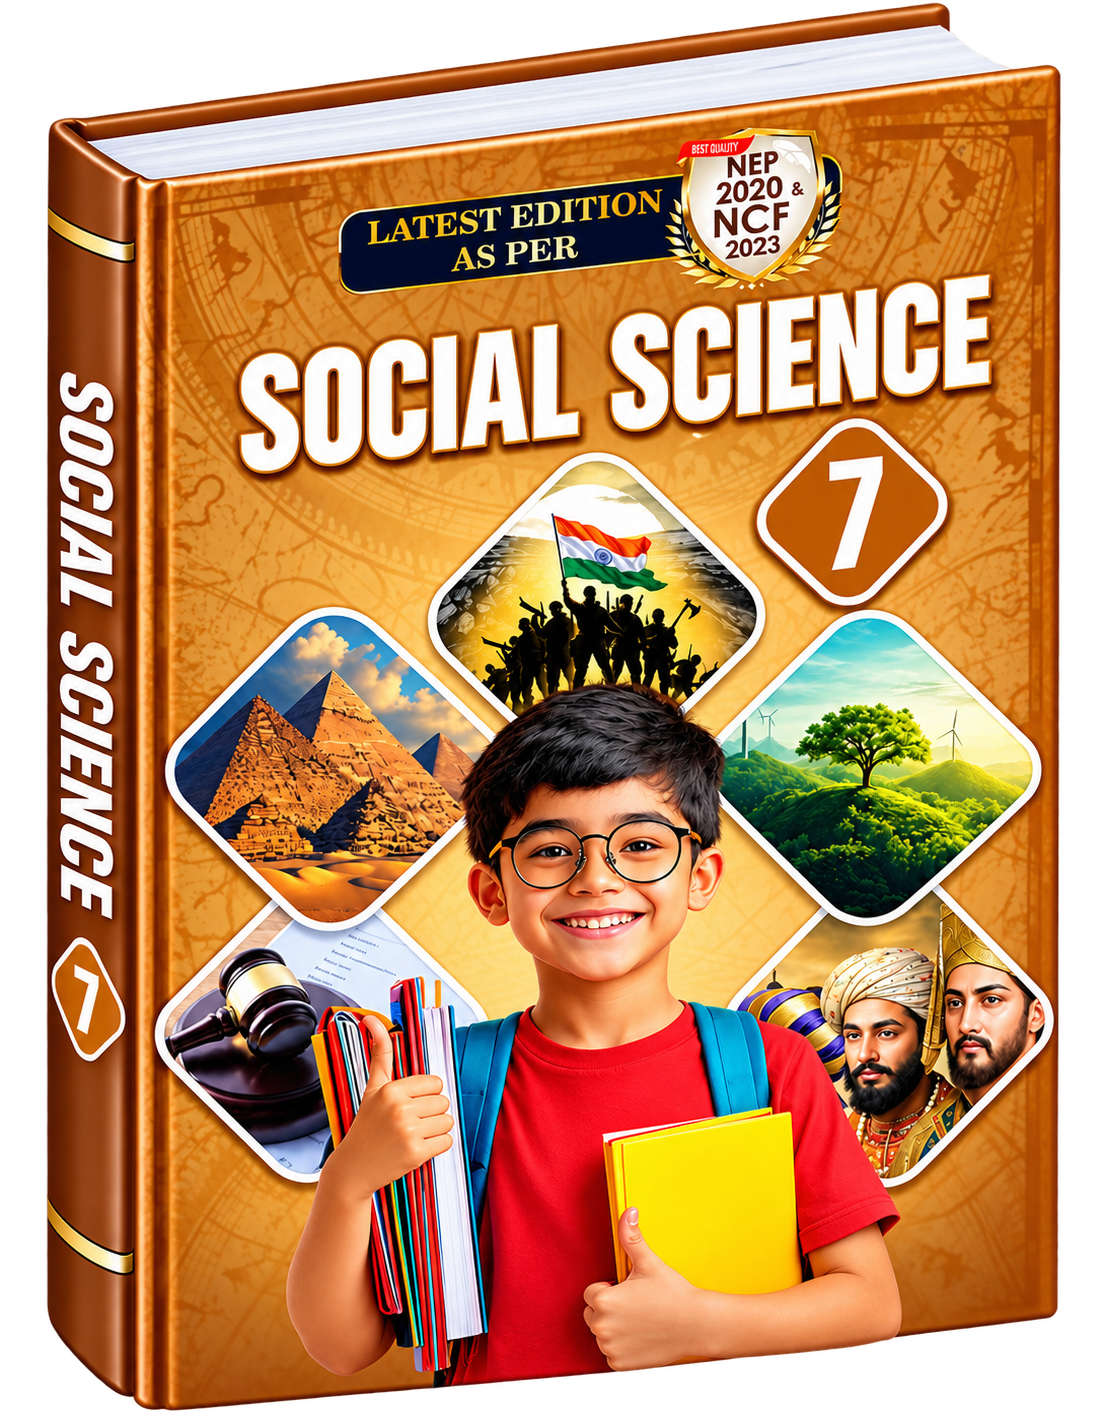 LATEST EDITION
AS PER
BEST QUALITY
NEP
2020 &
NCF
2023
SOCIAL SCIENCE
7
SOCIAL SCIENCE
7